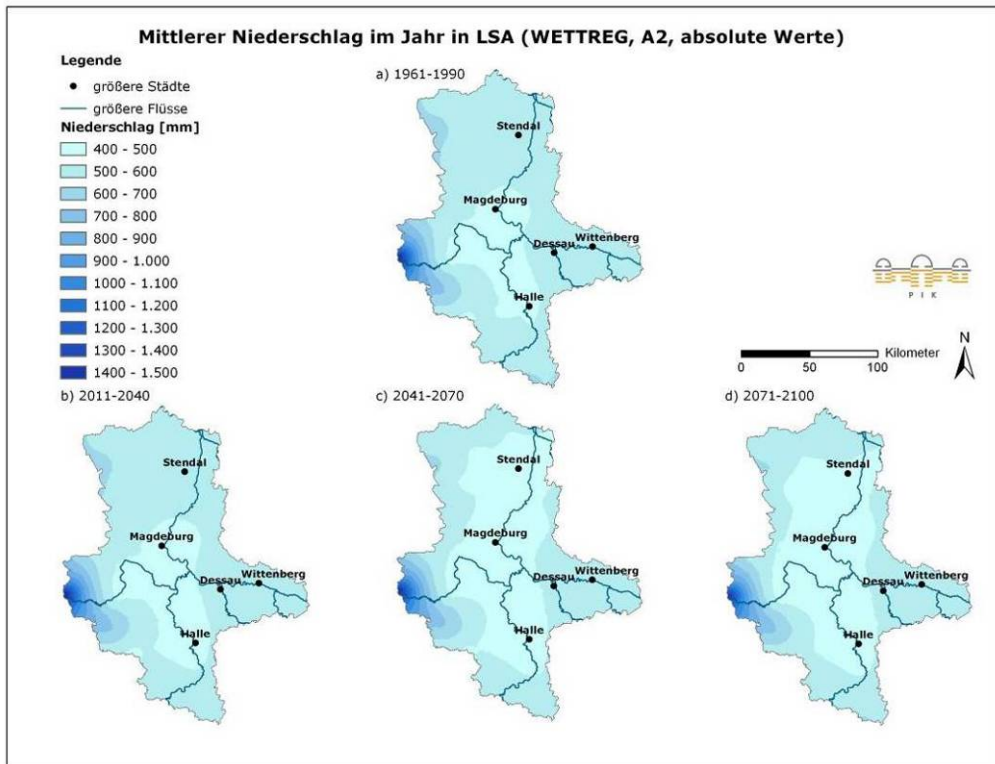 Mittlerer Niederschlag im Jahr in LSA (WETTREG, A2, absolute Werte)
Legende
größere Städte
größere Flüsse
Niederschlag [mm]
400 - 500
500 - 600
600 - 700
700 - 800
800 - 900
900 - 1.000
1000 - 1.100
1100 - 1.200
1200 - 1.300
1300 - 1.400
1400 - 1.500
a) 1961-1990
Stendal
Magdeburg
Dessau Wittenberg
Halle
P I K
N
Kilometer
0 50 100
b) 2011-2040
Stendal
Magdeburg
Dessau Wittenberg
Halle
c) 2041-2070
Stendal
Magdeburg
Dessau Wittenberg
Halle
d) 2071-2100
Stendal
Magdeburg
Dessau Wittenberg
Halle